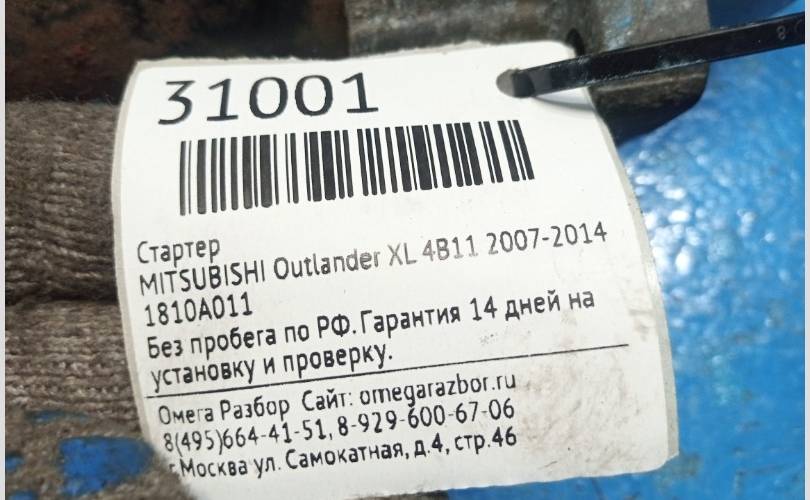 31001
Стартер
MITSUBISHI Outlander XL 4B11 2007-2014
1810A011
Без пробега по РФ. Гарантия 14 дней на
установку и проверку.
Омега Разбор Сайт: omegarazbor.ru
8(495)664-41-51, 8-929-600-67-06
г.Москва ул. Самокатная, д.4, стр.46